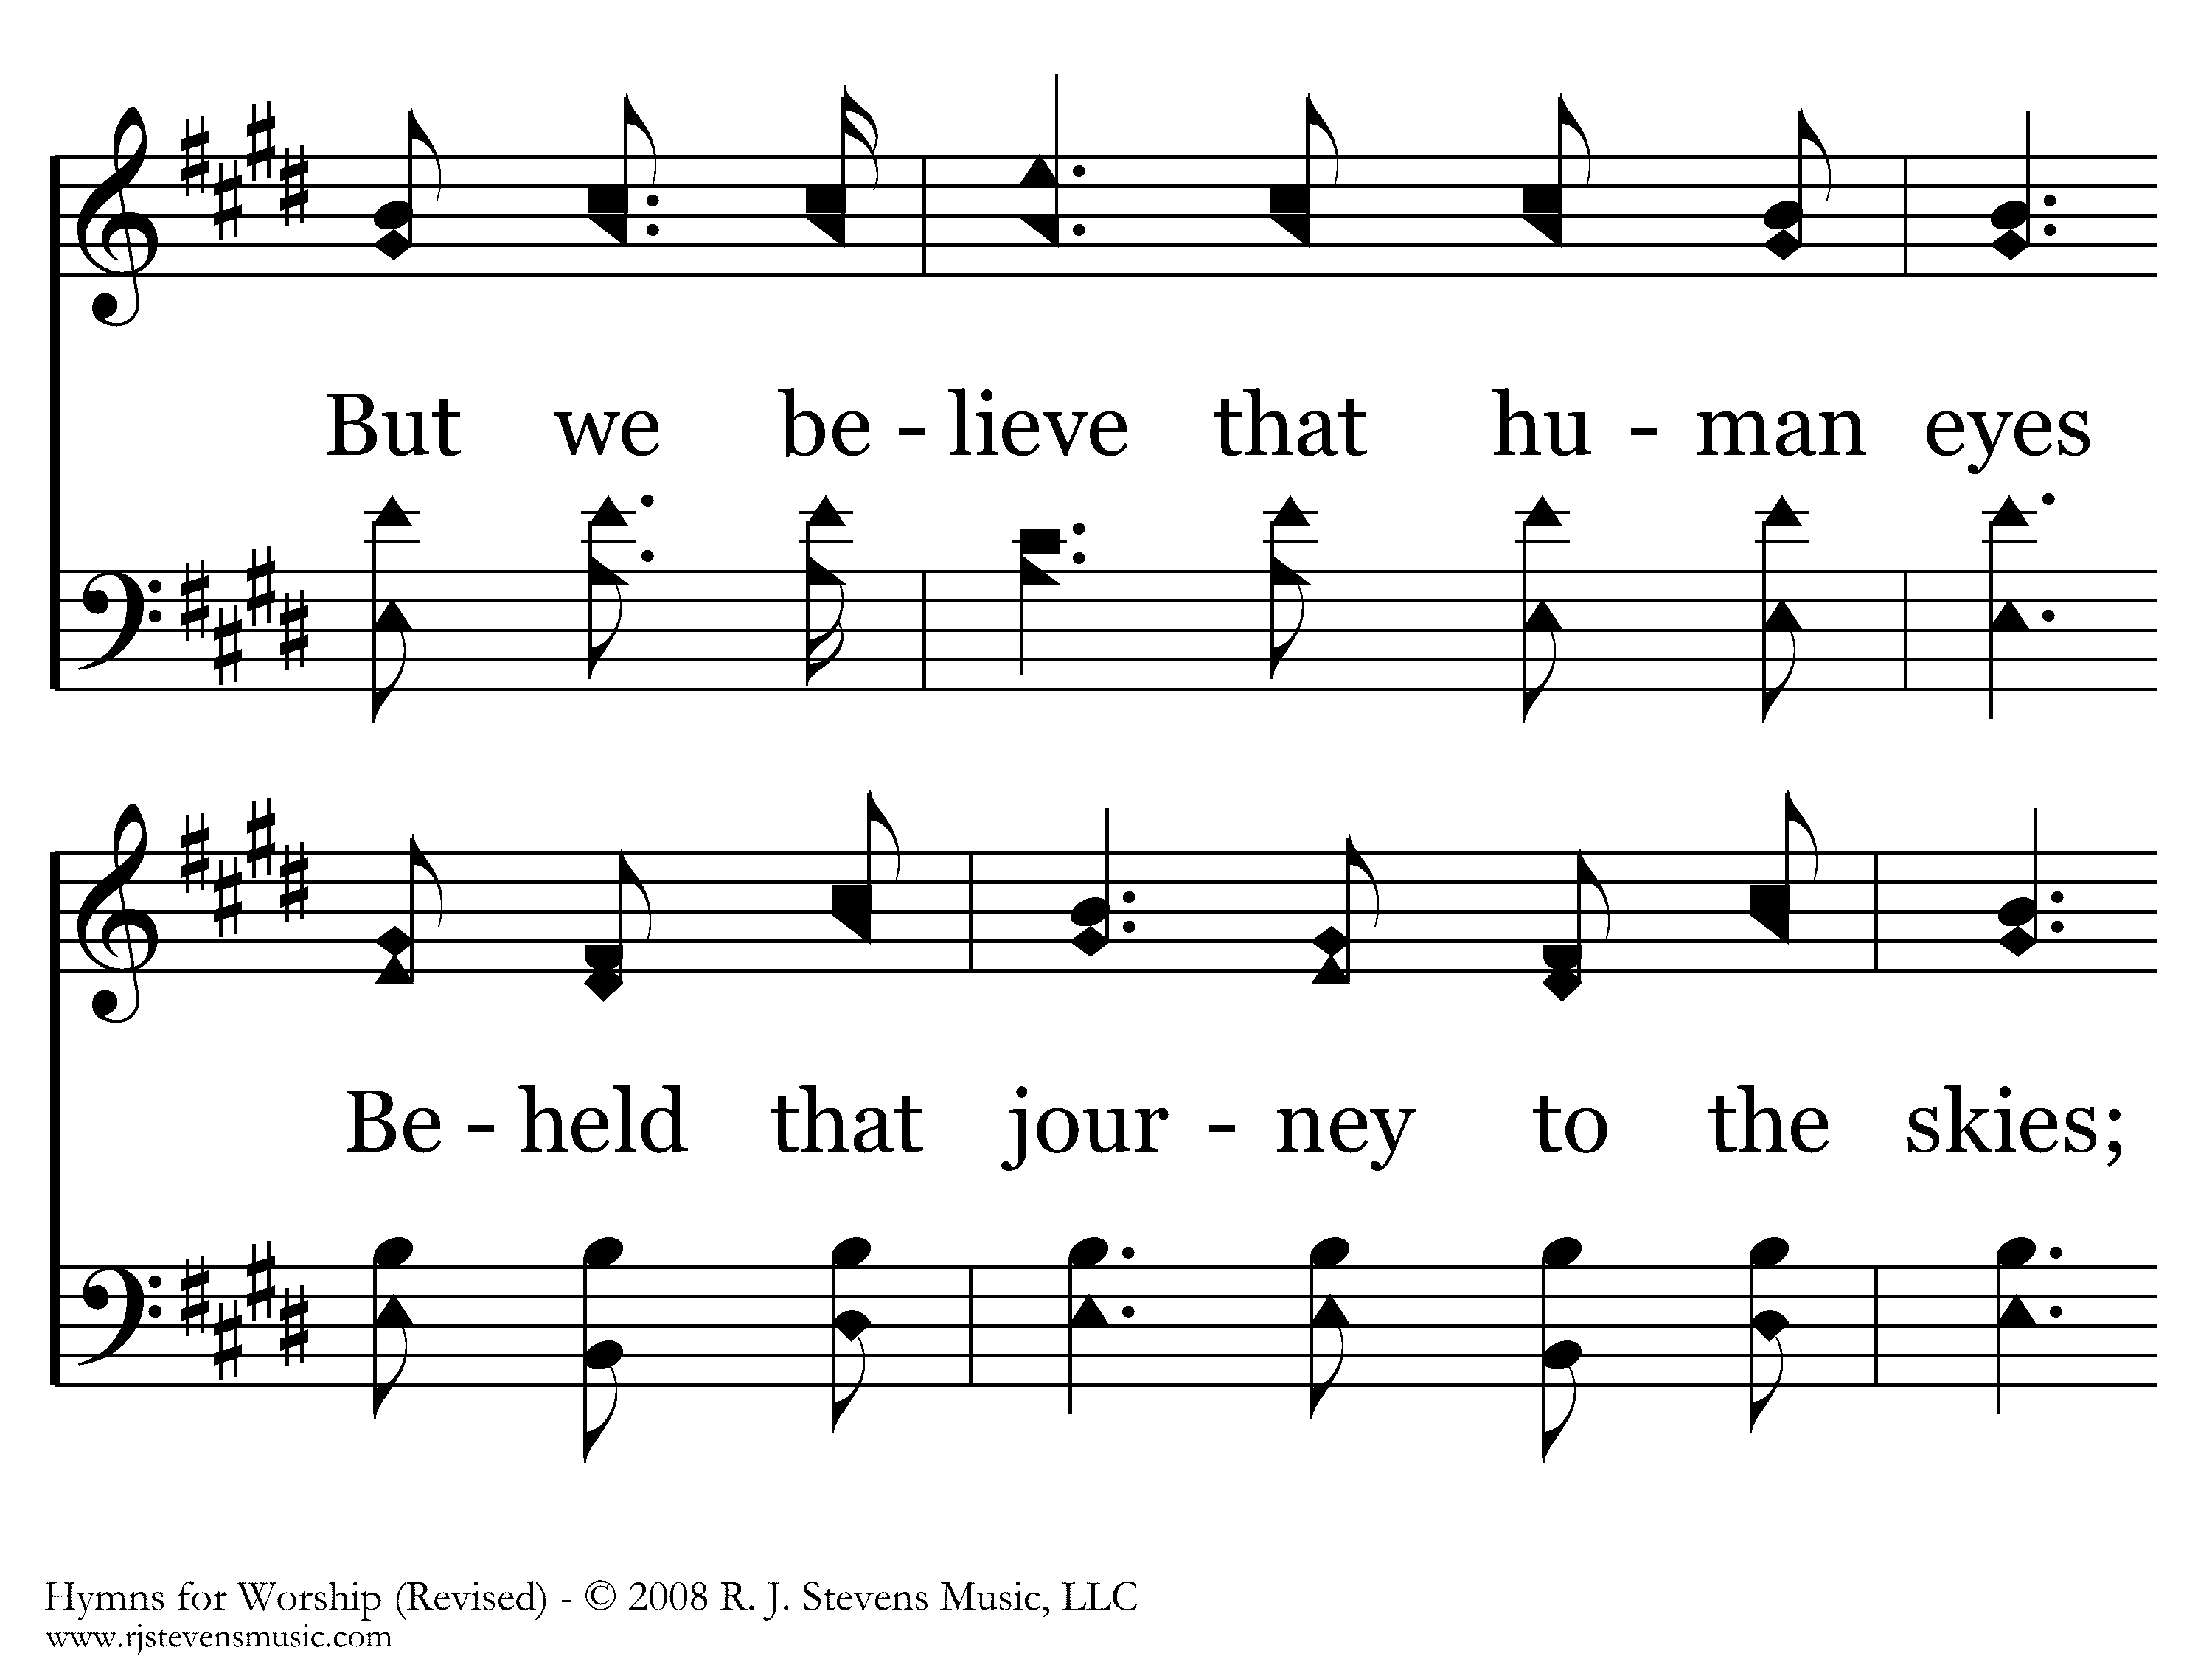 But we be - lieve that hu - man eyes
Be - held that jour - ney to the skies;
Hymns for Worship (Revised) - © 2008 R. J. Stevens Music, LLC
www.rjstevensmusic.com